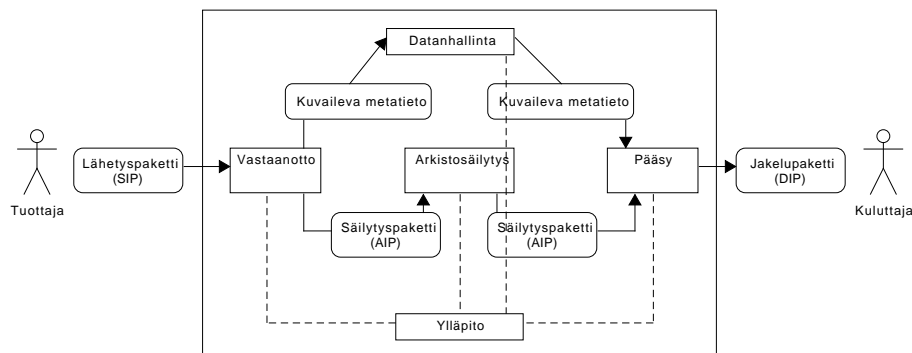 Datanhallinta
Kuvaileva metatieto
Kuvaileva metatieto
Lähetyspaketti
(SIP)
Vastaanotto
Arkistosäilytys
Pääsy
Jakelupaketti
(DIP)
Tuottaja
Kuluttaja
Säilytyspaketti
(AIP)
Säilytyspaketti
(AIP)
Ylläpito